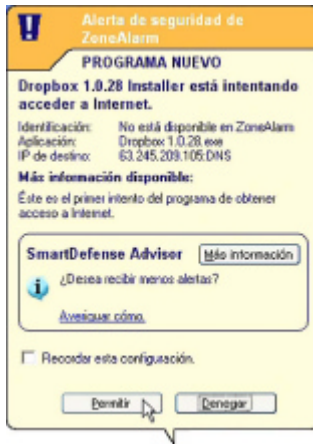 Alerta de seguridad de
ZoneAlarm
PROGRAMA NUEVO
Dropbox 1.0.28 Installer está intentando
acceder a Internet.
Identificación: No está disponible en ZoneAlarm
Aplicación: Dropbox 1.0.28.exe
IP de destino: 63.245.209.105:DNS
Más información disponible:
Éste es el primer intento del programa de obtener
acceso a Internet.
SmartDefense Advisor Más información
¿Desea recibir menos alertas?
Averiguar cómo.
Recordar esta configuración.
Permitir Denegar